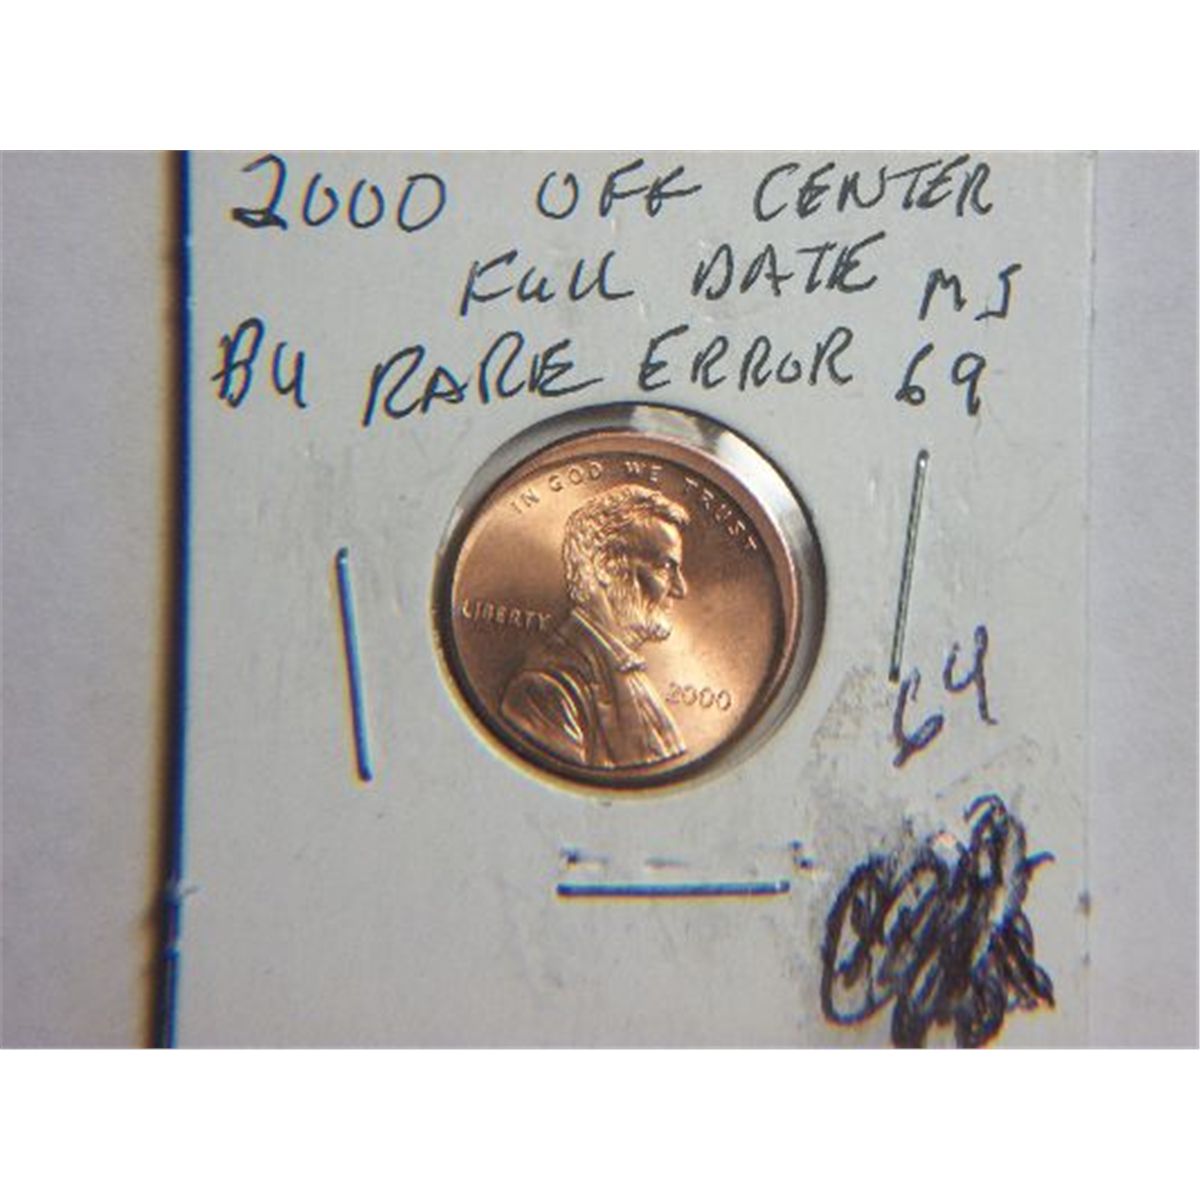 2000 OFF CENTER
FULL DATE MS
BU RARE ERROR 69
IN GOD WE TRUST
LIBERTY
2000
64